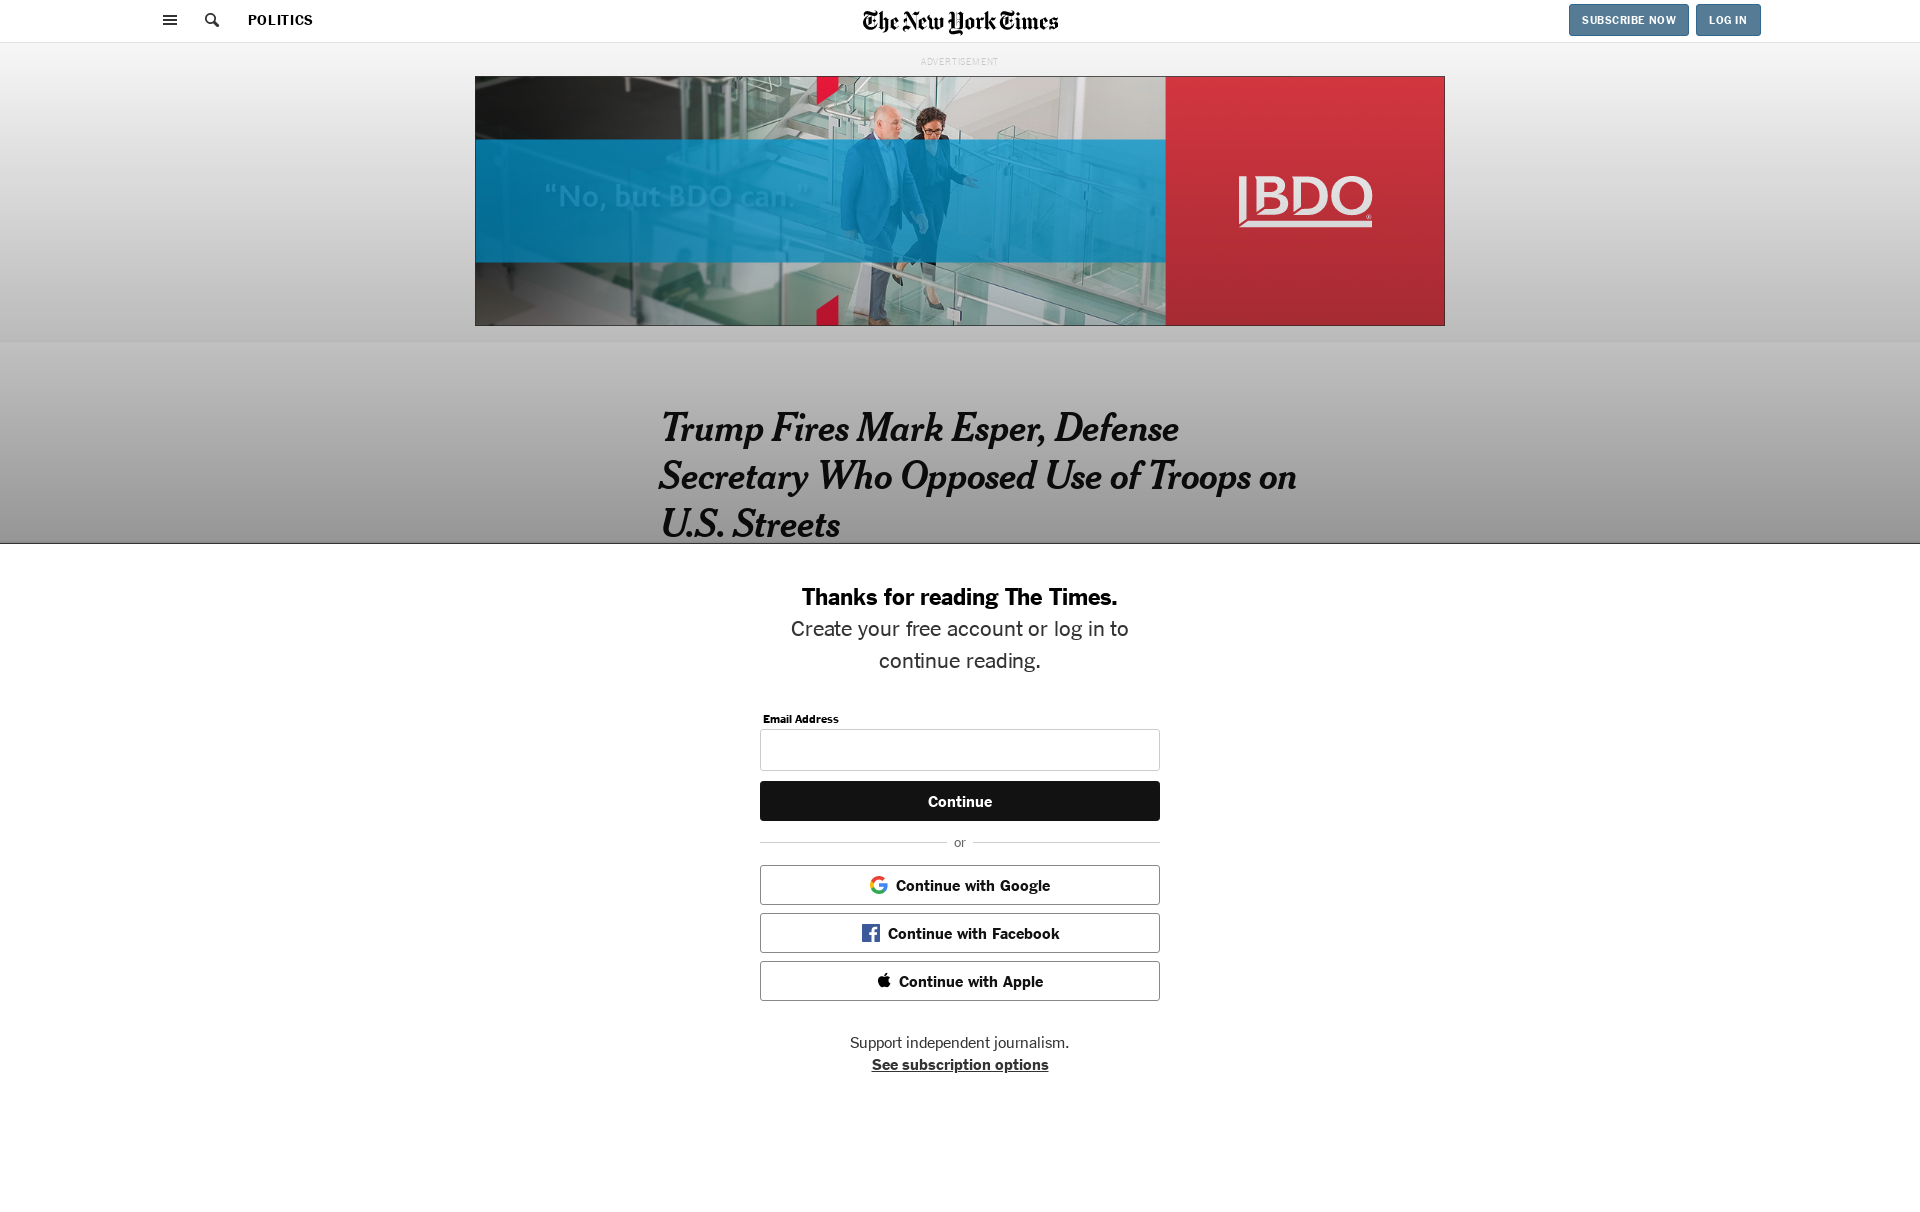 POLITICS
The New York Times
SUBSCRIBE NOW
LOG IN
ADVERTISEMENT
“No, but BDO can.”
BDO
Trump Fires Mark Esper, Defense
Secretary Who Opposed Use of Troops on
U.S. Streets
Thanks for reading The Times.
Create your free account or log in to
continue reading.
Email Address
Continue
or
Continue with Google
Continue with Facebook
Continue with Apple
Support independent journalism.
See subscription options